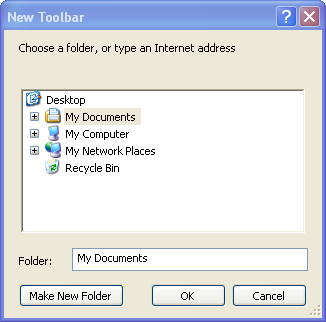 New Toolbar
Choose a folder, or type an Internet address
Desktop
My Documents
My Computer
My Network Places
Recycle Bin
Folder: My Documents
Make New Folder OK Cancel